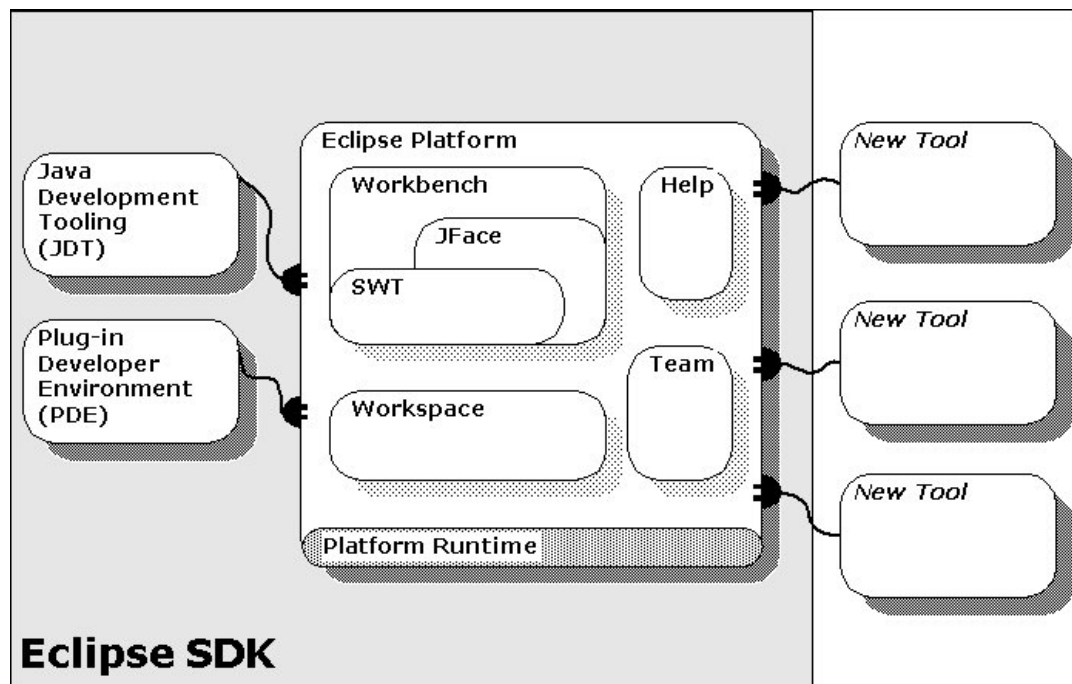 Eclipse Platform
Java
Development
Tooling
(JDT)
Workbench
JFace
SWT
Help
New Tool
Plug-in
Developer
Environment
(PDE)
Workspace
Team
New Tool
New Tool
Platform Runtime
Eclipse SDK